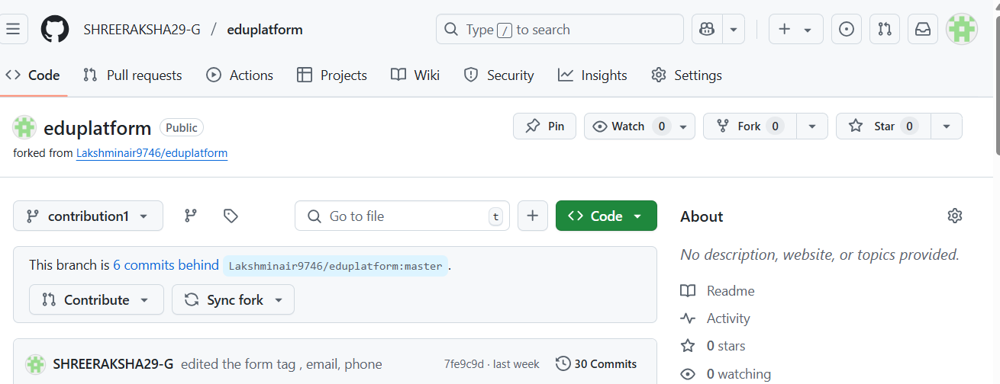 SHREERAKSHA29-G / eduplatform Type / to search
Code Pull requests Actions Projects Wiki Security Insights Settings
eduplatform Public Pin Watch 0 Fork 0 Star 0
forked from Lakshminair9746/eduplatform
contribution1 Go to file t Code
About
This branch is 6 commits behind Lakshminair9746/eduplatform:master .
No description, website, or topics provided.
Contribute Sync fork
Readme
Activity
SHREERAKSHA29-G edited the form tag , email, phone 7fe9c9d · last week 30 Commits
0 stars
0 watching